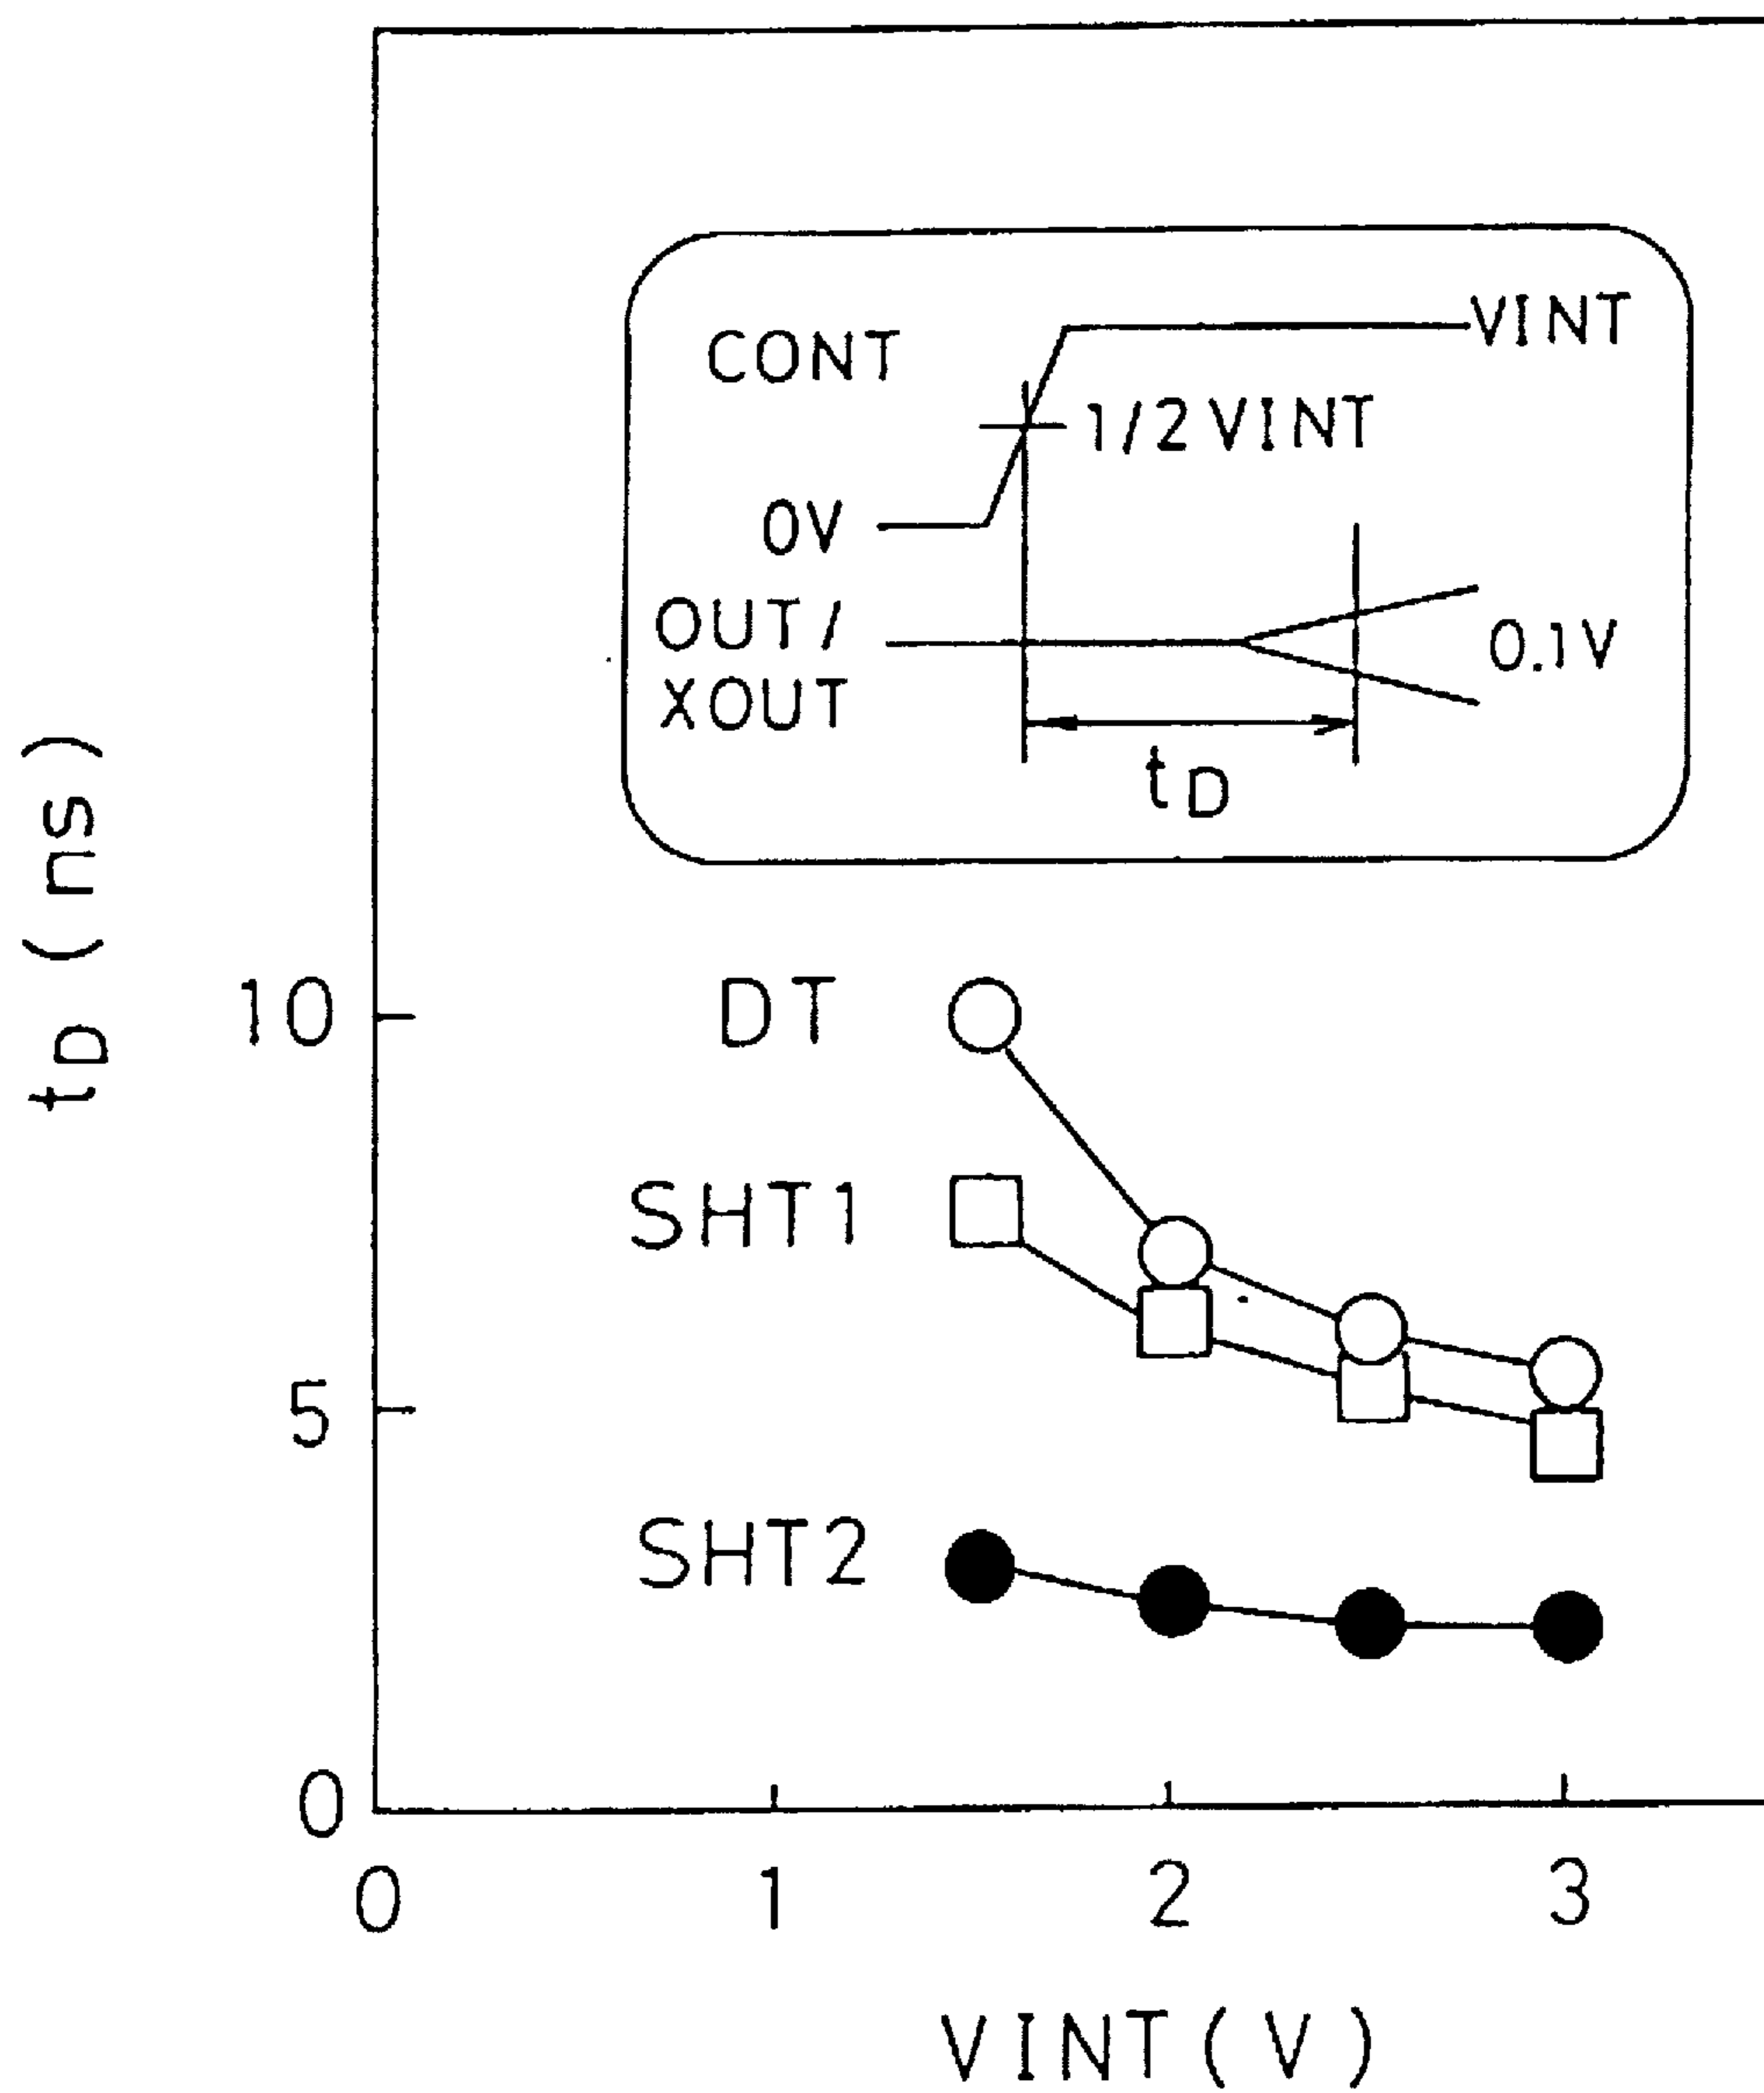 CONT
VINT
1/2VINT
0V
OUT/
XOUT
0.1V
tD
tD (ns)
10
DT
SHT1
5
SHT2
0
0
1
2
3
VINT(V)